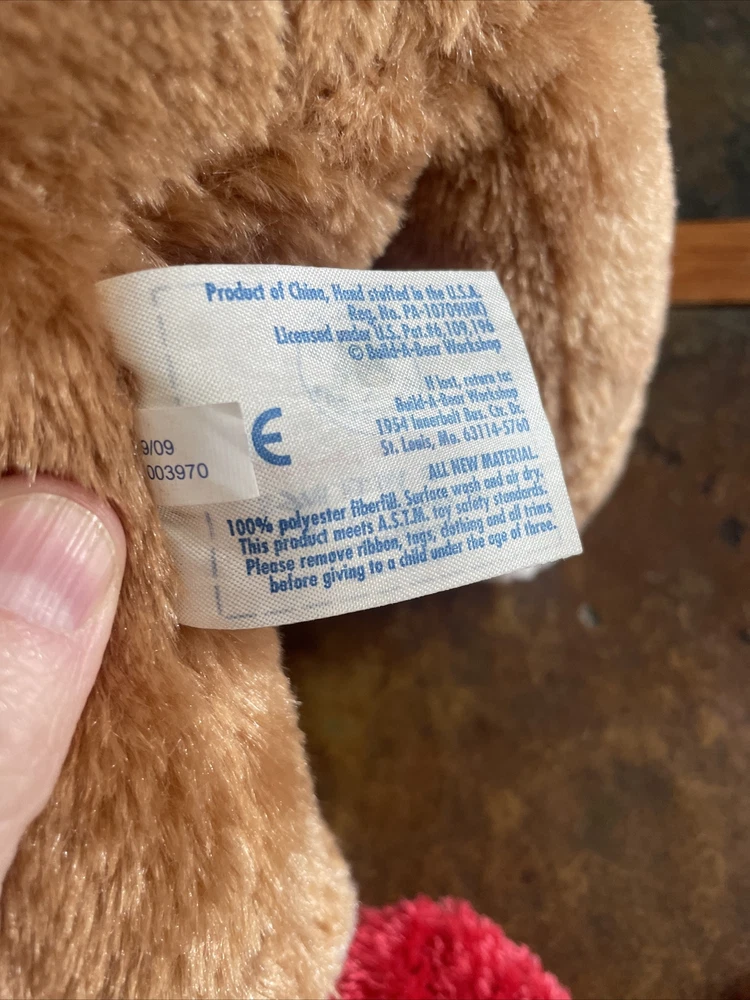 Product of China, Hand stuffed in the U.S.A.
Reg. No. PA-10709(HK)
Licensed under U.S. Pat.#6,109,196
© Build-A-Bear Workshop
If lost, return to:
Build-A-Bear Workshop
1954 Innerbelt Bus. Ctr. Dr.
St. Louis, Mo. 63114-5760
9/09
003970
CE
ALL NEW MATERIAL.
100% polyester fiberfill. Surface wash and air dry.
This product meets A.S.T.M. toy safety standards.
Please remove ribbon, tags, clothing and all trims
before giving to a child under the age of three.